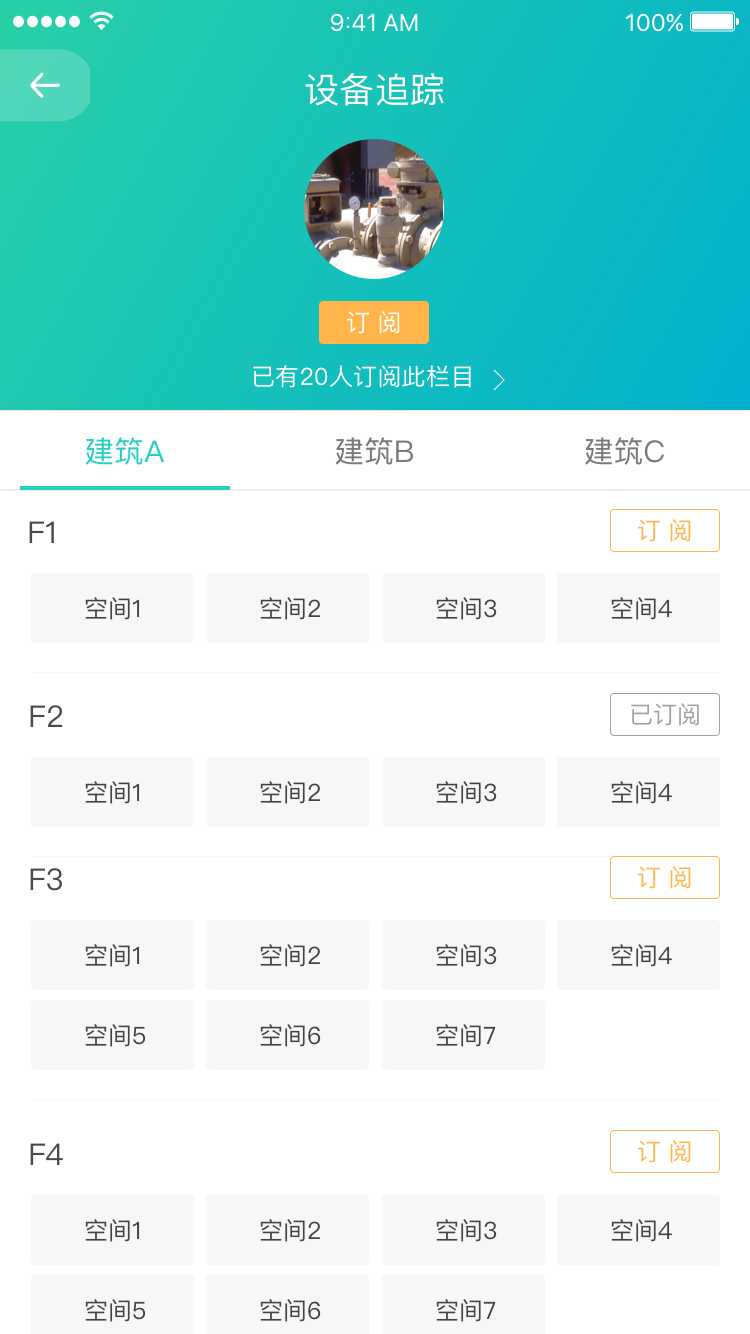 9:41 AM 100%
设备追踪
订 阅
已有20人订阅此栏目
建筑A 建筑B 建筑C
F1 订 阅
空间1 空间2 空间3 空间4
F2 已订阅
空间1 空间2 空间3 空间4
F3 订 阅
空间1 空间2 空间3 空间4
空间5 空间6 空间7
F4 订 阅
空间1 空间2 空间3 空间4
空间5 空间6 空间7